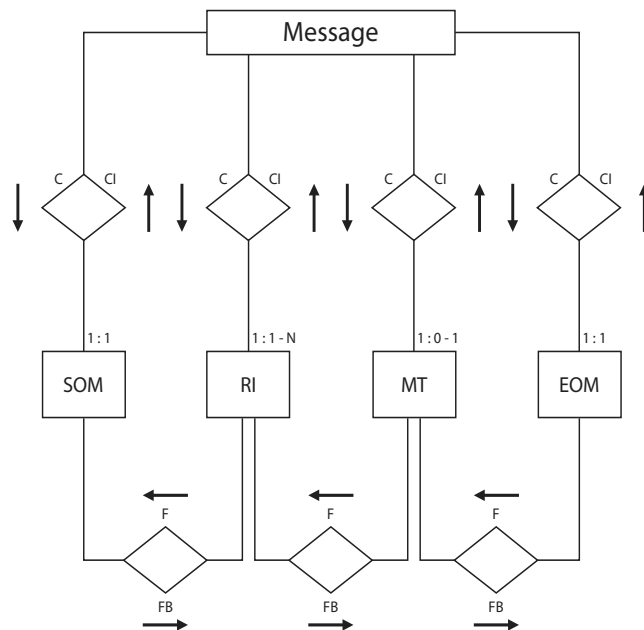 Message
C CI C CI C CI C CI
1:1 1:1-N 1:0-1 1:1
SOM RI MT EOM
F F F
FB FB FB